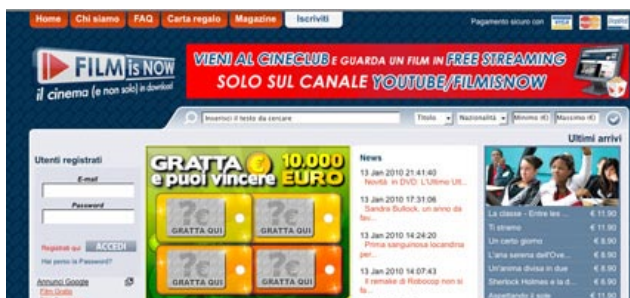 Home
Chi siamo
FAQ
Carta regalo
Magazine
Iscriviti
Pagamento sicuro con
VISA
FILM is NOW
il cinema (e non solo) in download
VIENI AL CINECLUB E GUARDA UN FILM IN FREE STREAMING
SOLO SUL CANALE YOUTUBE/FILMISNOW
Inserisci il testo da cercare
Titolo
Nazionalità
Minimo (€)
Massimo (€)
Ultimi arrivi
Utenti registrati
E-mail
Password
Registrati qui
ACCEDI
Hai perso la Password?
Annunci Google
Film Gratis
GRATTA e puoi vincere 10.000 EURO
?€
GRATTA QUI
?€
GRATTA QUI
?€
GRATTA QUI
?€
GRATTA QUI
News
13 Jan 2010 21:41:40
Novità in DVD: L'Ultimo Ult...
13 Jan 2010 17:31:06
Sandra Bullock, un anno da
fav...
13 Jan 2010 14:24:20
Prima sanguinosa locandina
per...
13 Jan 2010 14:07:43
Il remake di Robocop non si
fa...
La classe - Entre les ... € 11.90
Ti stramo € 11.90
Un certo giorno € 8.90
L'aria serena dell'Ove... € 8.90
Un'anima divisa in due € 8.90
Sherlock Holmes e la d... € 6.90
Aspettando il sole € 11.90